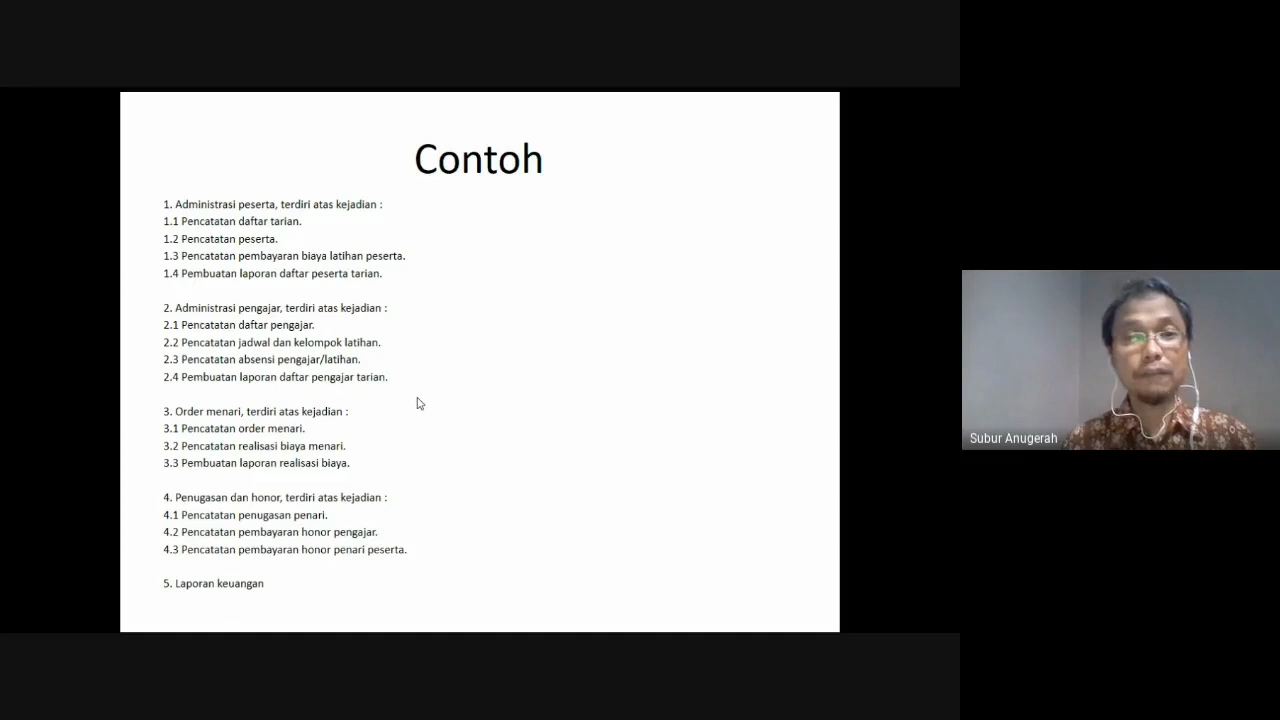 Contoh
1. Administrasi peserta, terdiri atas kejadian :
1.1 Pencatatan daftar tarian.
1.2 Pencatatan peserta.
1.3 Pencatatan pembayaran biaya latihan peserta.
1.4 Pembuatan laporan daftar peserta tarian.
2. Administrasi pengajar, terdiri atas kejadian :
2.1 Pencatatan daftar pengajar.
2.2 Pencatatan jadwal dan kelompok latihan.
2.3 Pencatatan absensi pengajar/latihan.
2.4 Pembuatan laporan daftar pengajar tarian.
3. Order menari, terdiri atas kejadian :
3.1 Pencatatan order menari.
3.2 Pencatatan realisasi biaya menari.
3.3 Pembuatan laporan realisasi biaya.
4. Penugasan dan honor, terdiri atas kejadian :
4.1 Pencatatan penugasan penari.
4.2 Pencatatan pembayaran honor pengajar.
4.3 Pencatatan pembayaran honor penari peserta.
5. Laporan keuangan
Subur Anugerah